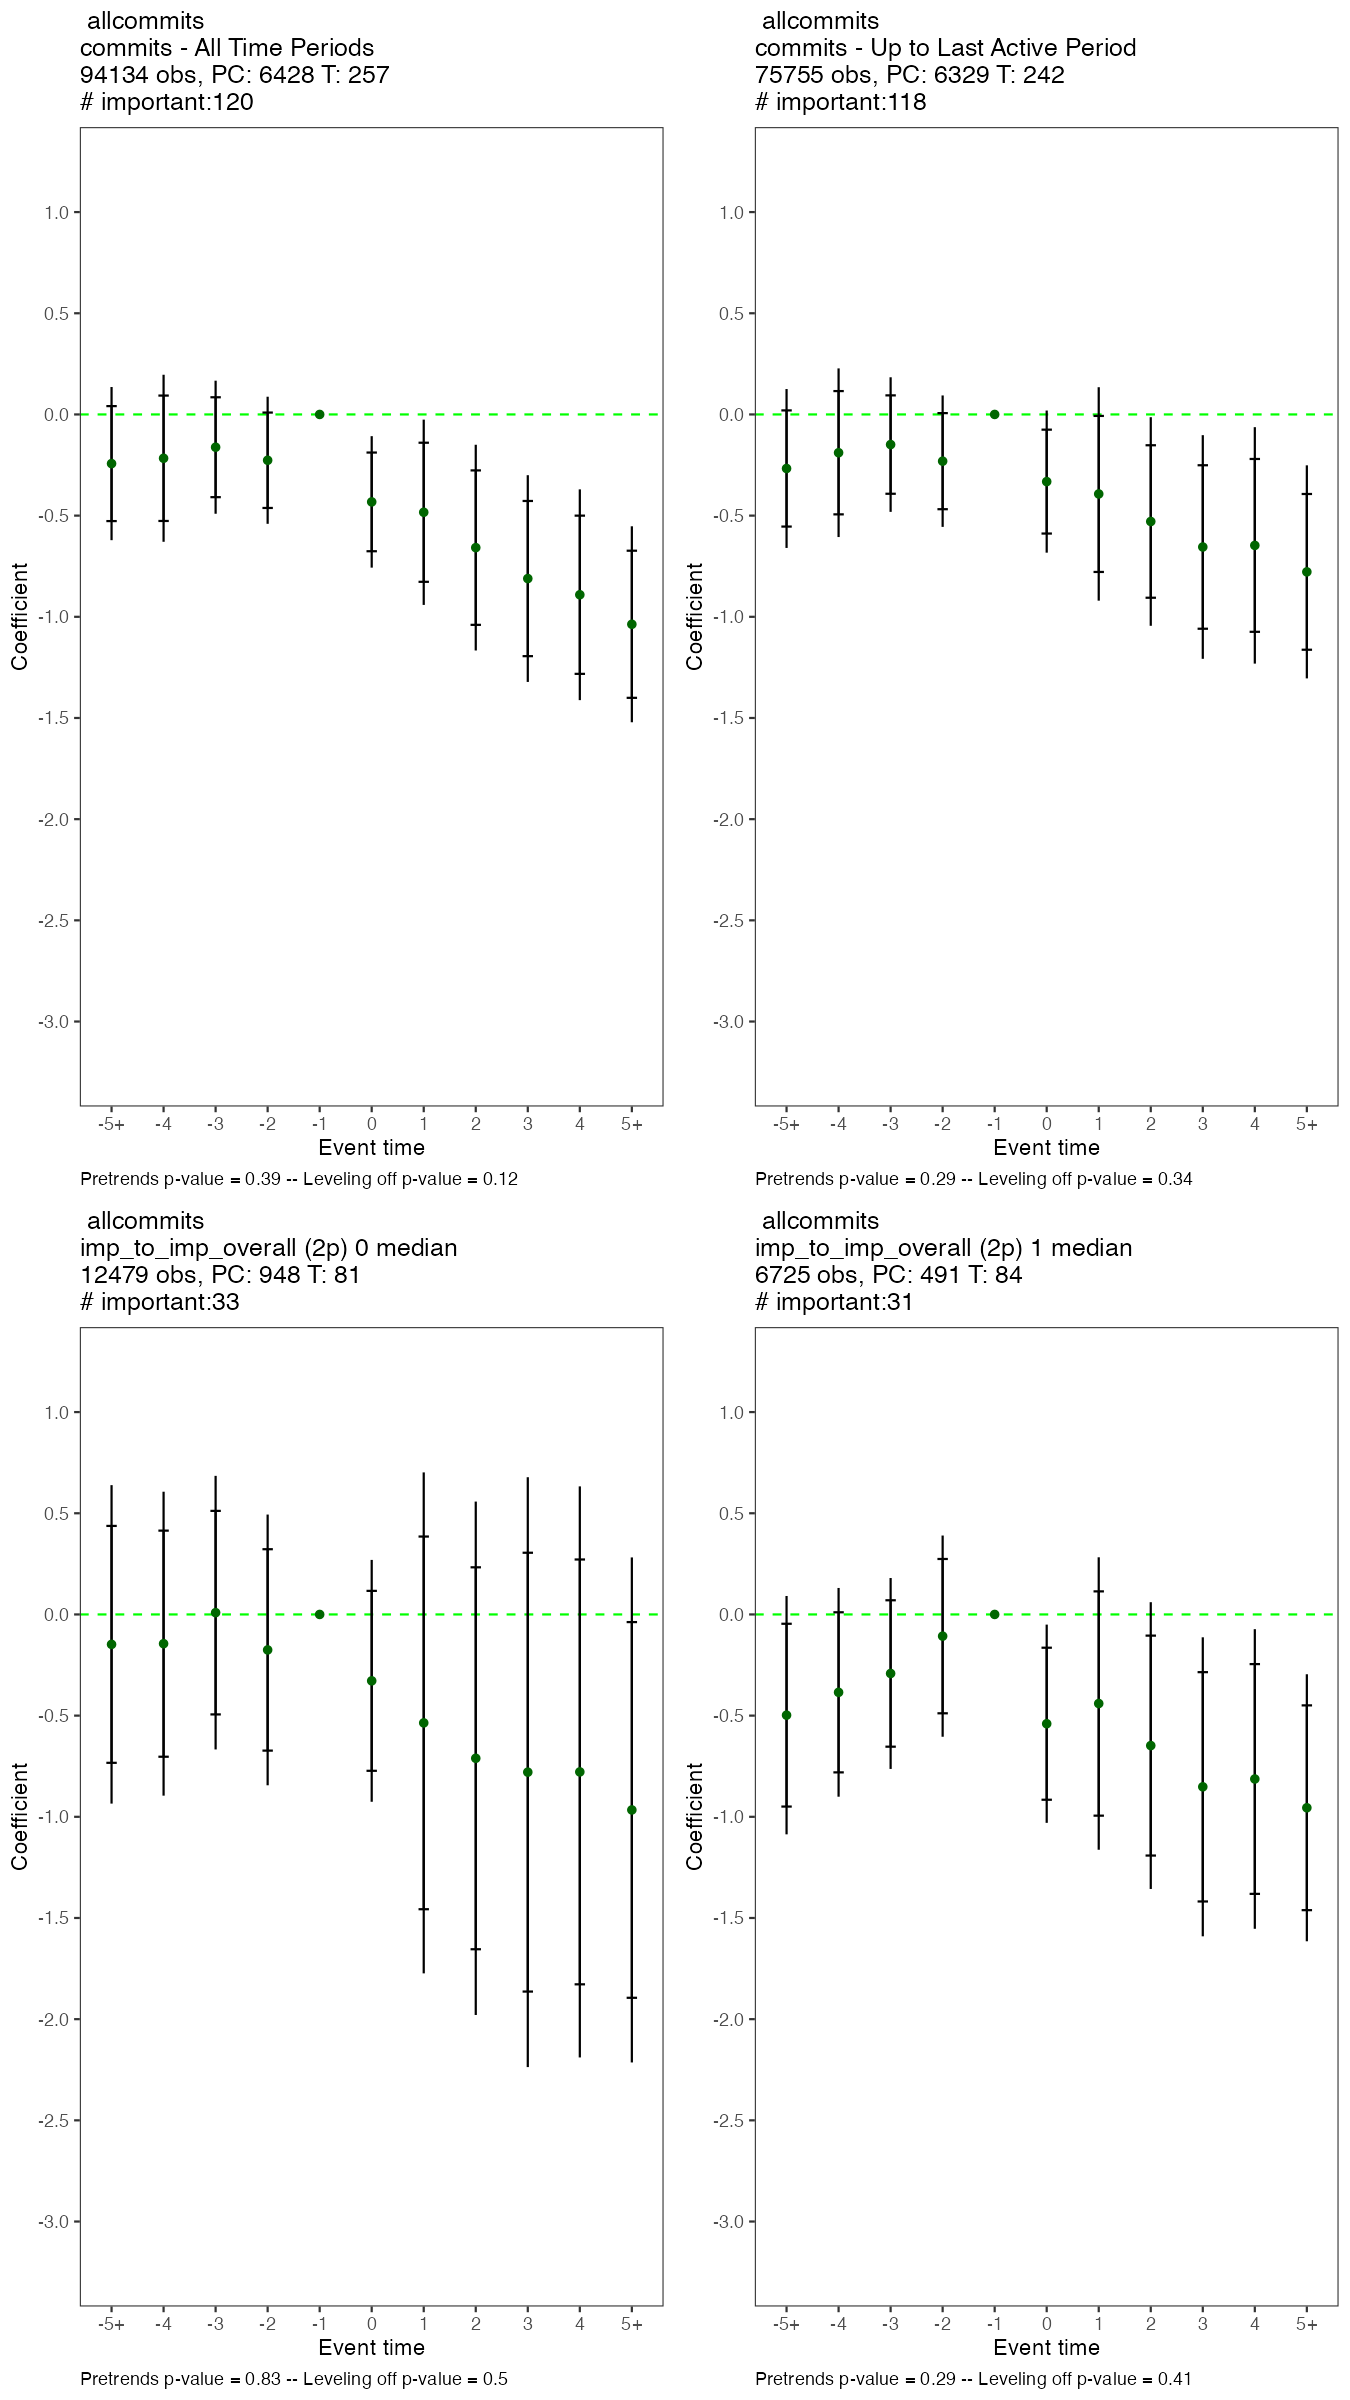 allcommits
commits - All Time Periods
94134 obs, PC: 6428 T: 257
# important:120
Coefficient
1.0
0.5
0.0
-0.5
-1.0
-1.5
-2.0
-2.5
-3.0
-5+ -4 -3 -2 -1 0 1 2 3 4 5+
Event time
Pretrends p-value = 0.39 -- Leveling off p-value = 0.12
allcommits
commits - Up to Last Active Period
75755 obs, PC: 6329 T: 242
# important:118
Coefficient
1.0
0.5
0.0
-0.5
-1.0
-1.5
-2.0
-2.5
-3.0
-5+ -4 -3 -2 -1 0 1 2 3 4 5+
Event time
Pretrends p-value = 0.29 -- Leveling off p-value = 0.34
allcommits
imp_to_imp_overall (2p) 0 median
12479 obs, PC: 948 T: 81
# important:33
Coefficient
1.0
0.5
0.0
-0.5
-1.0
-1.5
-2.0
-2.5
-3.0
-5+ -4 -3 -2 -1 0 1 2 3 4 5+
Event time
Pretrends p-value = 0.83 -- Leveling off p-value = 0.5
allcommits
imp_to_imp_overall (2p) 1 median
6725 obs, PC: 491 T: 84
# important:31
Coefficient
1.0
0.5
0.0
-0.5
-1.0
-1.5
-2.0
-2.5
-3.0
-5+ -4 -3 -2 -1 0 1 2 3 4 5+
Event time
Pretrends p-value = 0.29 -- Leveling off p-value = 0.41